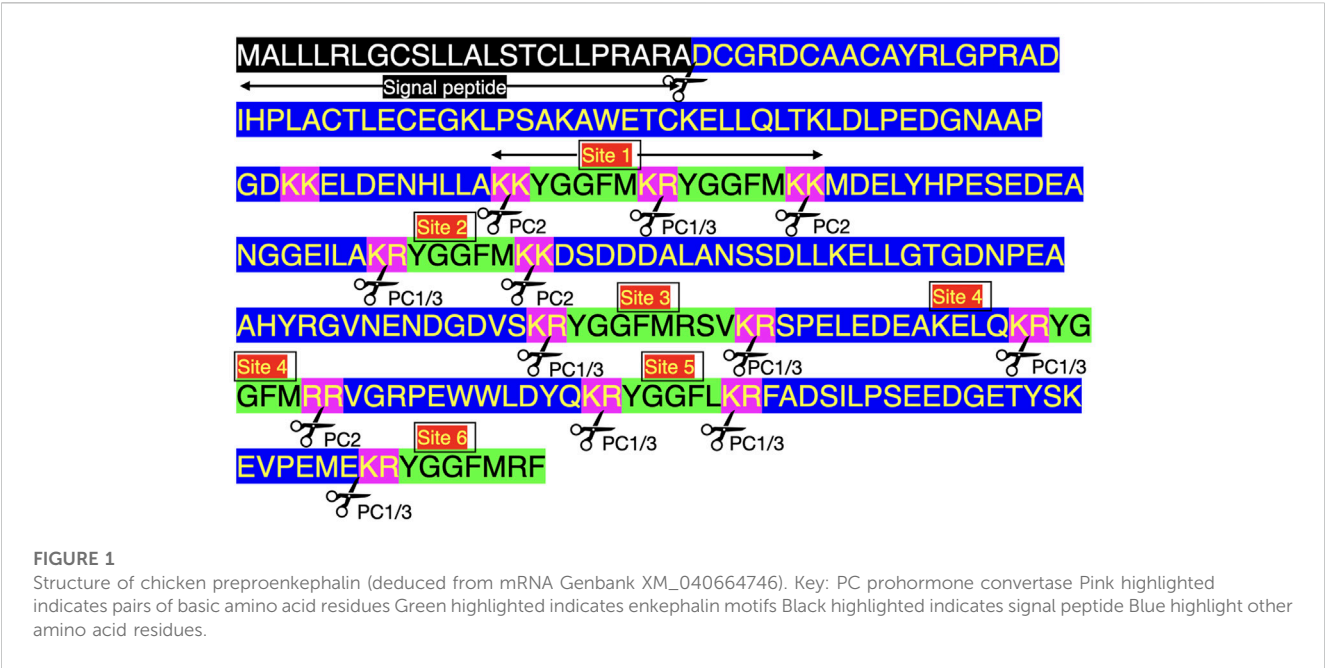 MALLLRLGCSLLALSTCLLPRARADCGRDCAACAYRLGPRAD
Signal peptide
IHPLACTLECEGKLPSAKAWETCKELLQLTKLDLPEDGNAAP
Site 1
GDKKELDENHLLAKKYGGFMKRYGGFMKKMDELYHPESEDEA
PC2 PC1/3 PC2
Site 2
NGGEILAKRYGGFMKKDSDDDALANSSDLLKELLGTGDNPEA
PC1/3 PC2
Site 3 Site 4
AHYRGVNENDGDVSKRYGGFMRSVKRSPELEDEAKELQKRYG
PC1/3 PC1/3 PC1/3
Site 4 Site 5
GFMRRVGRPEWWLDYQKRYGGFLKRFADSILPSEEDGETYSK
PC2 PC1/3 PC1/3
Site 6
EVPEMEKRYGGFMRF
PC1/3
FIGURE 1
Structure of chicken preproenkephalin (deduced from mRNA Genbank XM_040664746). Key: PC prohormone convertase Pink highlighted
indicates pairs of basic amino acid residues Green highlighted indicates enkephalin motifs Black highlighted indicates signal peptide Blue highlight other
amino acid residues.